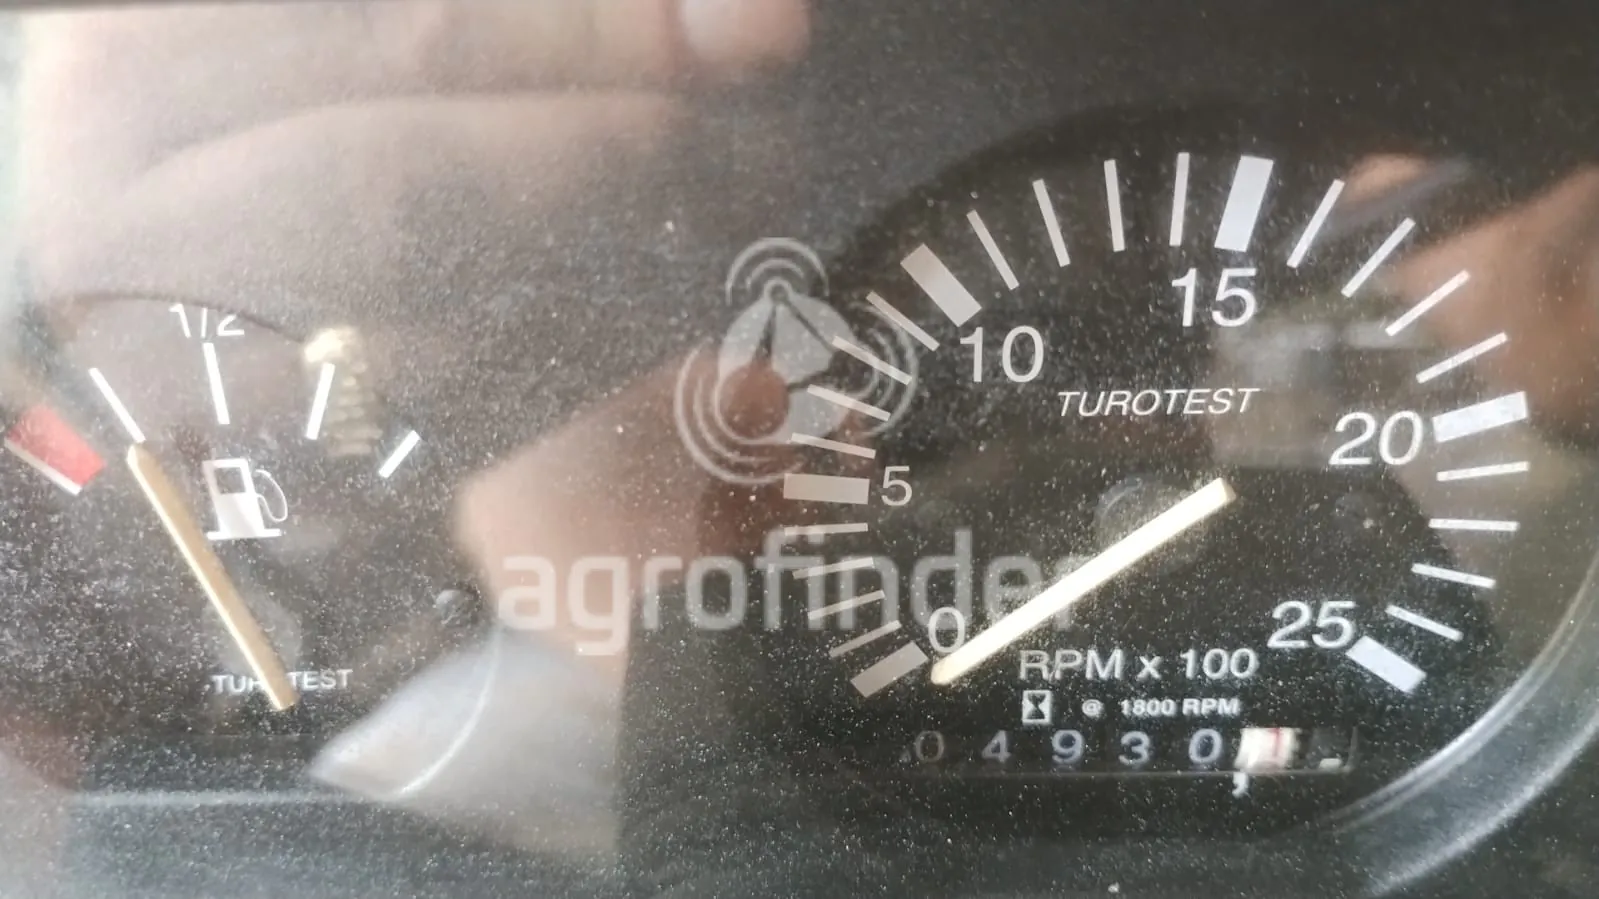 1/2
TUROTEST
0
5
10
15
20
25
TUROTEST
agrofinder
RPM x 100
@ 1800 RPM
04930,